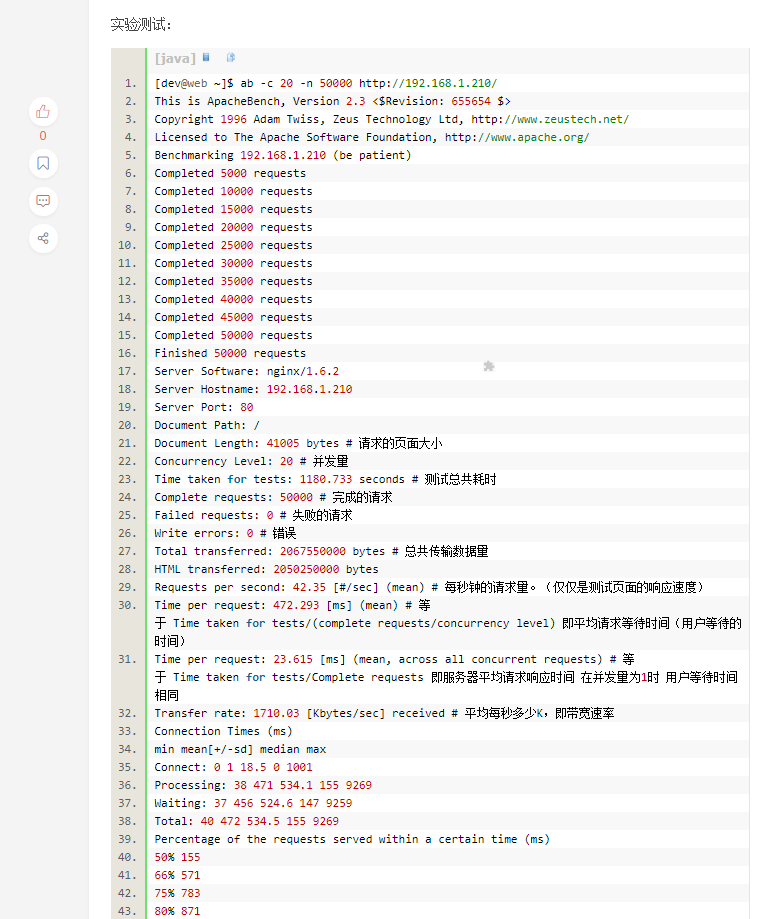 实验测试：
[java]
0
1. [dev@web ~]$ ab -c 20 -n 50000 http://192.168.1.210/
2. This is ApacheBench, Version 2.3 <$Revision: 655654 $>
3. Copyright 1996 Adam Twiss, Zeus Technology Ltd, http://www.zeustech.net/
4. Licensed to The Apache Software Foundation, http://www.apache.org/
5. Benchmarking 192.168.1.210 (be patient)
6. Completed 5000 requests
7. Completed 10000 requests
8. Completed 15000 requests
9. Completed 20000 requests
10. Completed 25000 requests
11. Completed 30000 requests
12. Completed 35000 requests
13. Completed 40000 requests
14. Completed 45000 requests
15. Completed 50000 requests
16. Finished 50000 requests
17. Server Software: nginx/1.6.2
18. Server Hostname: 192.168.1.210
19. Server Port: 80
20. Document Path: /
21. Document Length: 41005 bytes # 请求的页面大小
22. Concurrency Level: 20 # 并发量
23. Time taken for tests: 1180.733 seconds # 测试总共耗时
24. Complete requests: 50000 # 完成的请求
25. Failed requests: 0 # 失败的请求
26. Write errors: 0 # 错误
27. Total transferred: 2067550000 bytes # 总共传输数据量
28. HTML transferred: 2050250000 bytes
29. Requests per second: 42.35 [#/sec] (mean) # 每秒钟的请求量。（仅仅是测试页面的响应速度）
30. Time per request: 472.293 [ms] (mean) # 等
于 Time taken for tests/(complete requests/concurrency level) 即平均请求等待时间（用户等待的
时间）
31. Time per request: 23.615 [ms] (mean, across all concurrent requests) # 等
于 Time taken for tests/Complete requests 即服务器平均请求响应时间 在并发量为1时 用户等待时间
相同
32. Transfer rate: 1710.03 [Kbytes/sec] received # 平均每秒多少K，即带宽速率
33. Connection Times (ms)
34. min mean[+/-sd] median max
35. Connect: 0 1 18.5 0 1001
36. Processing: 38 471 534.1 155 9269
37. Waiting: 37 456 524.6 147 9259
38. Total: 40 472 534.5 155 9269
39. Percentage of the requests served within a certain time (ms)
40. 50% 155
41. 66% 571
42. 75% 783
43. 80% 871